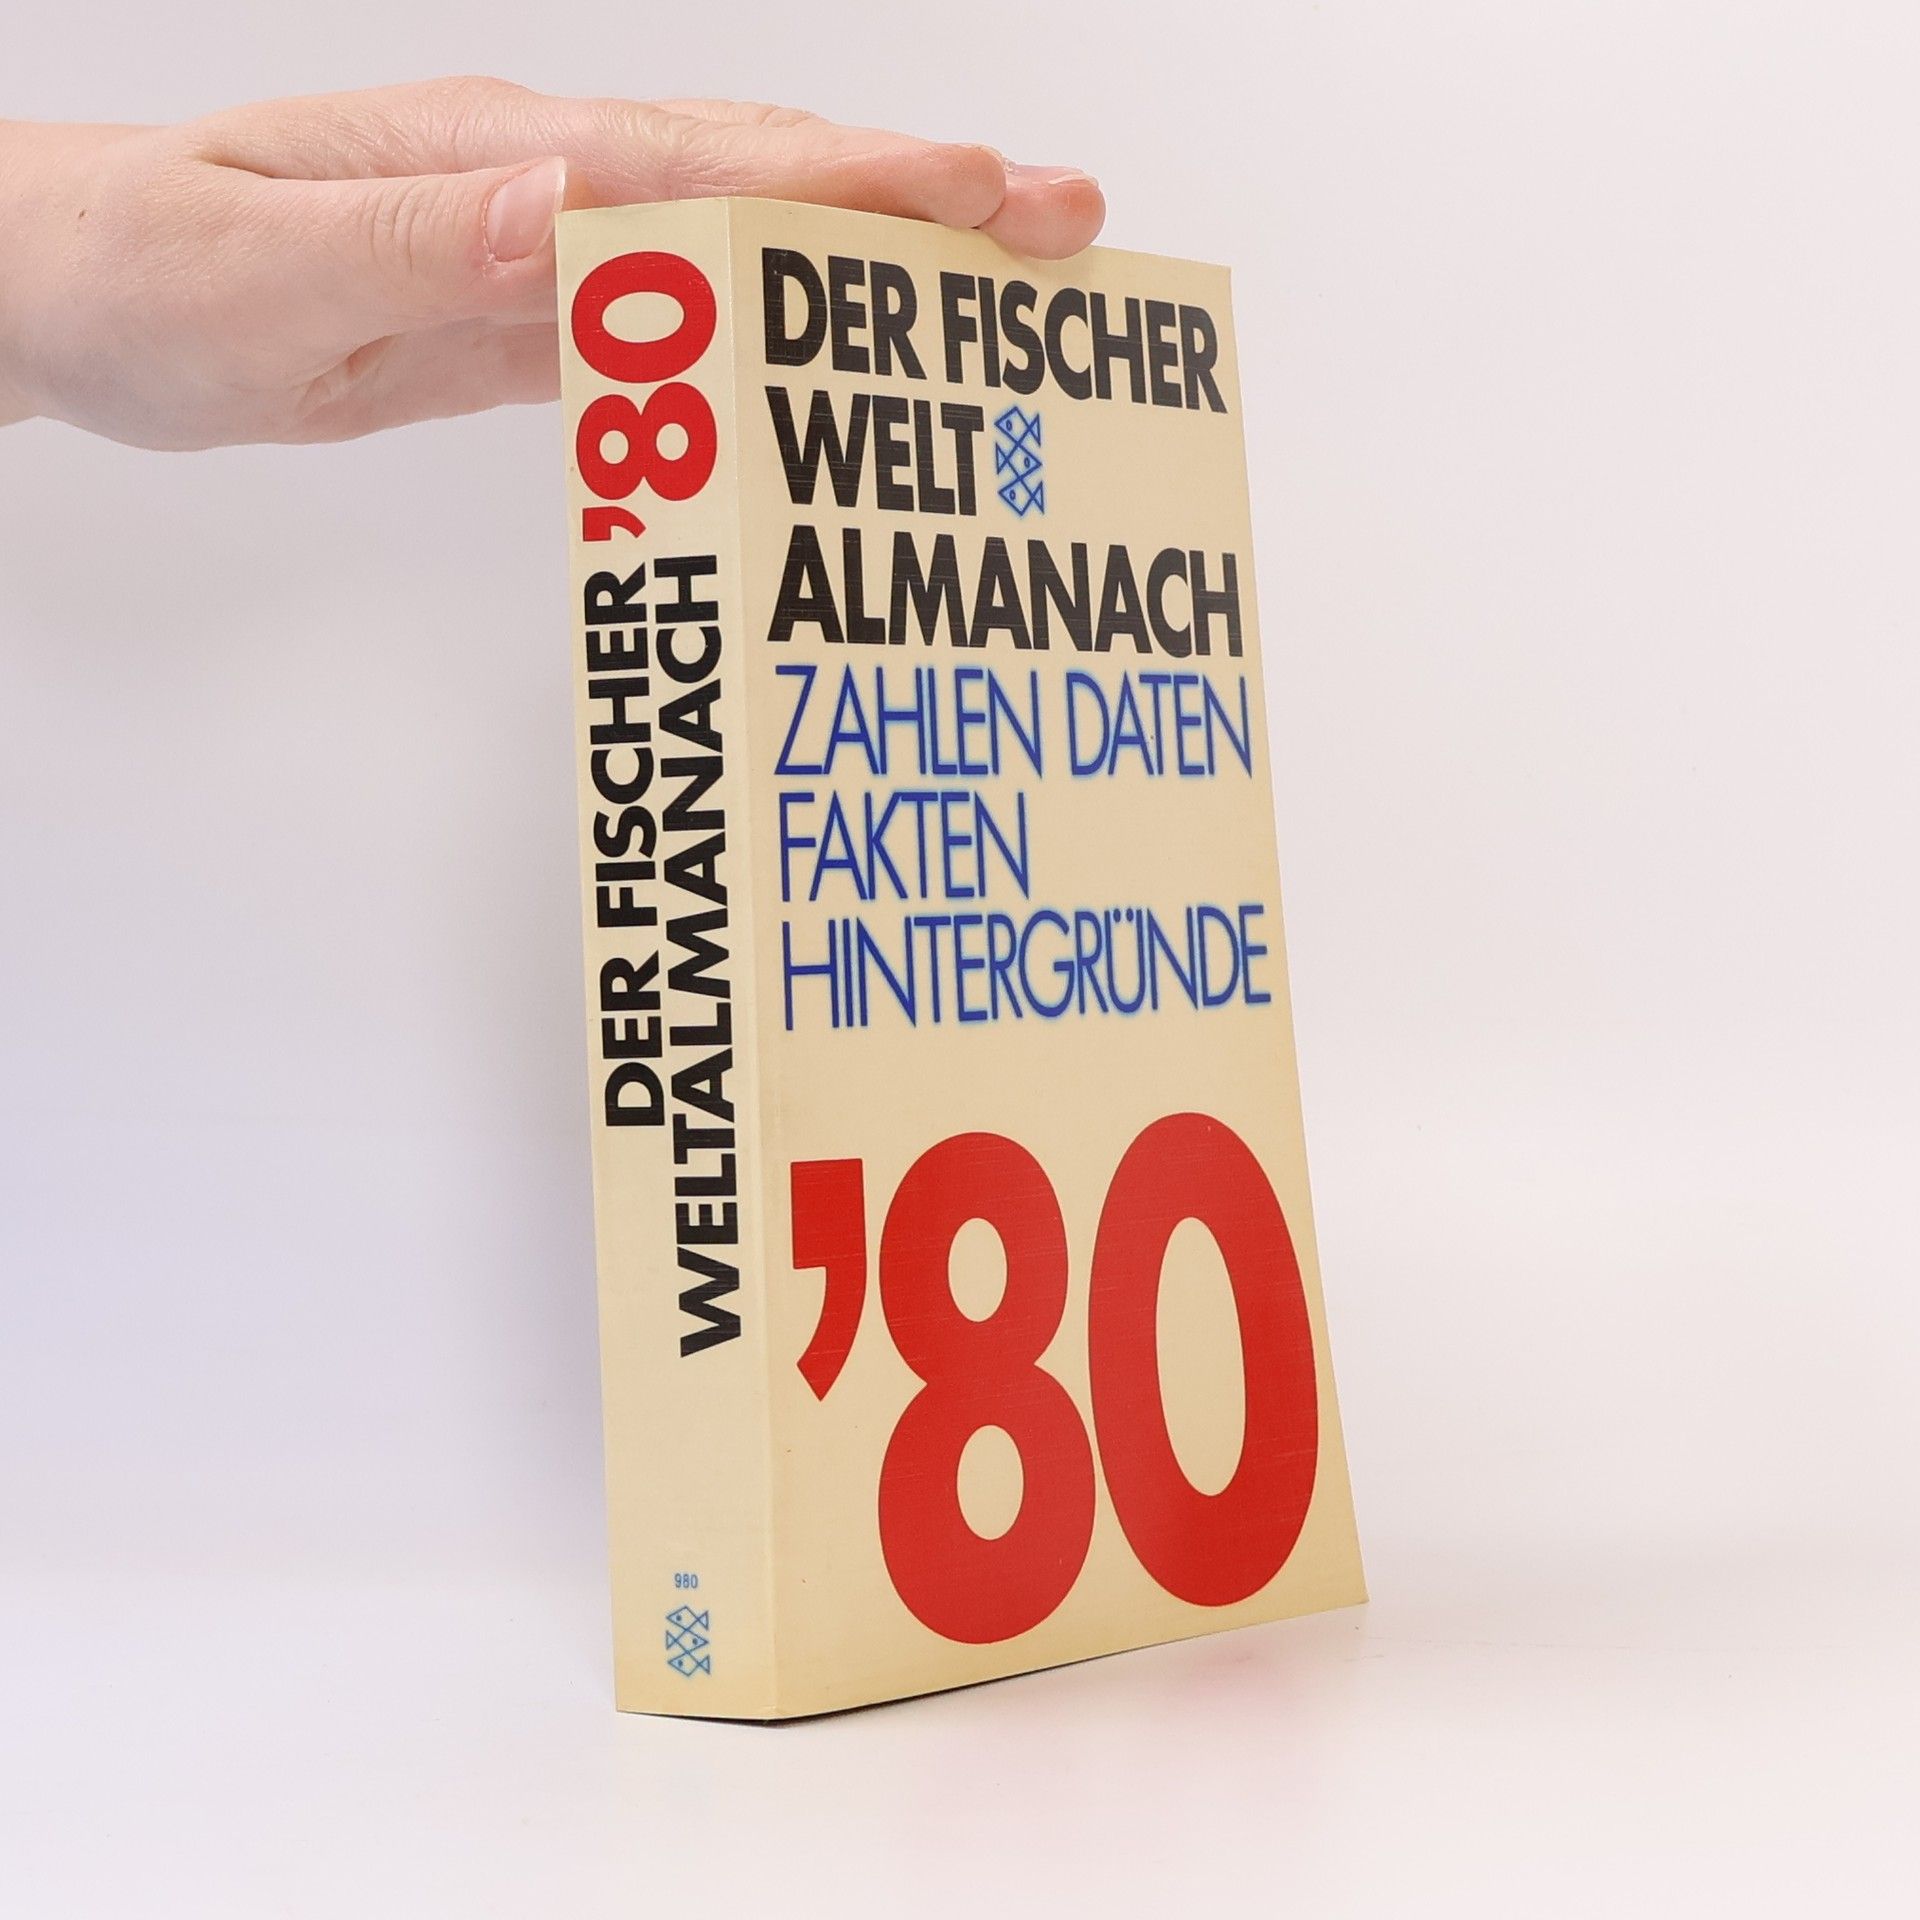 DER FISCHER
WELT
ALMANACH
ZAHLEN DATEN
FAKTEN
HINTERGRÜNDE
'80
DER FISCHER '80
WELTALMANACH
980